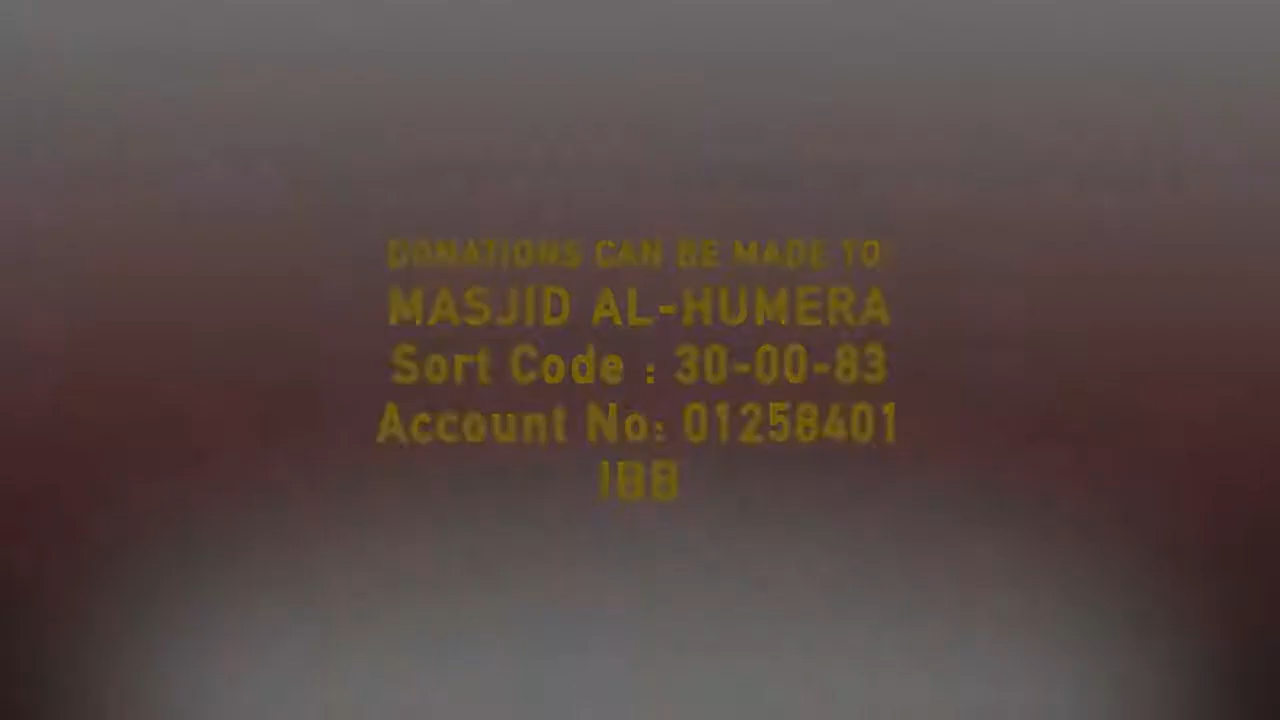 DONATIONS CAN BE MADE TO:
MASJID AL-HUMERA
Sort Code : 30-00-83
Account No: 01258401
IBB